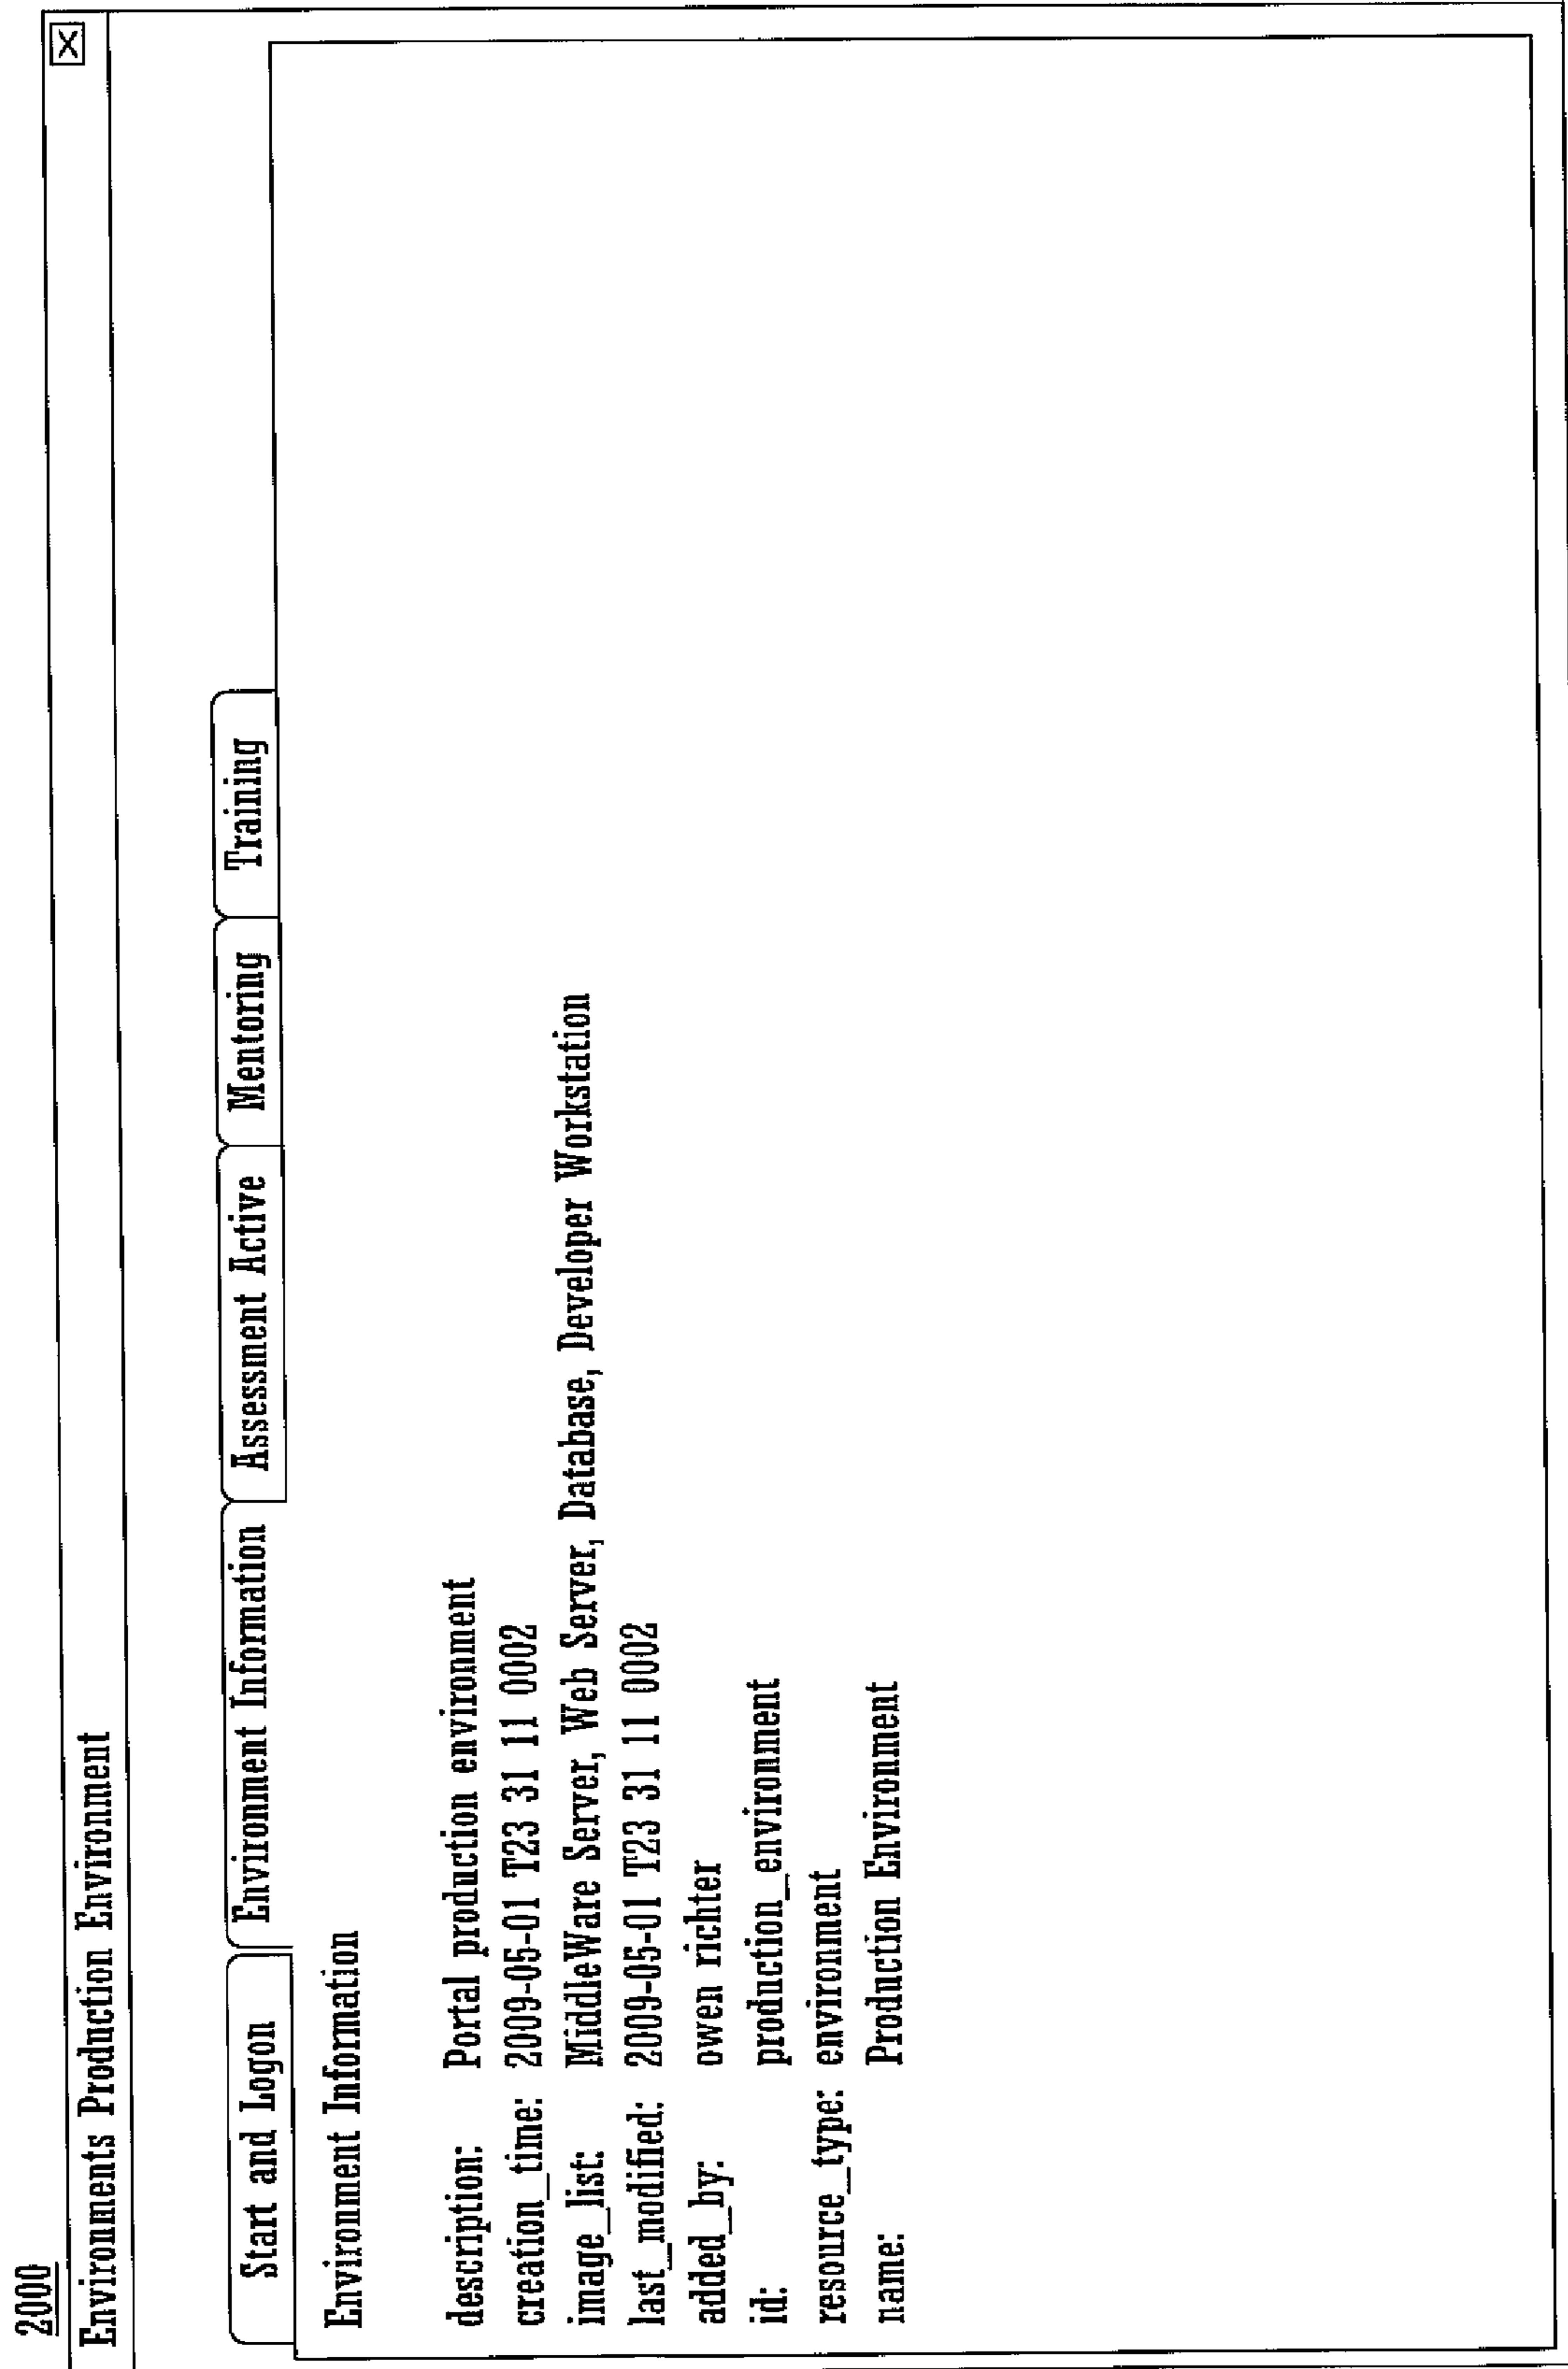 2000
Environments Production Environment
X
Start and Logon Environment Information Assessment Active Mentoring Training
Environment Information
description: Portal production environment
creation_time: 2009-05-01 T23 31 11 0002
image_list: MiddleWare Server, Web Server, Database, Developer Workstation
last_modified: 2009-05-01 T23 31 11 0002
added_by: owen richter
id: production_environment
resource_type: environment
name: Production Environment